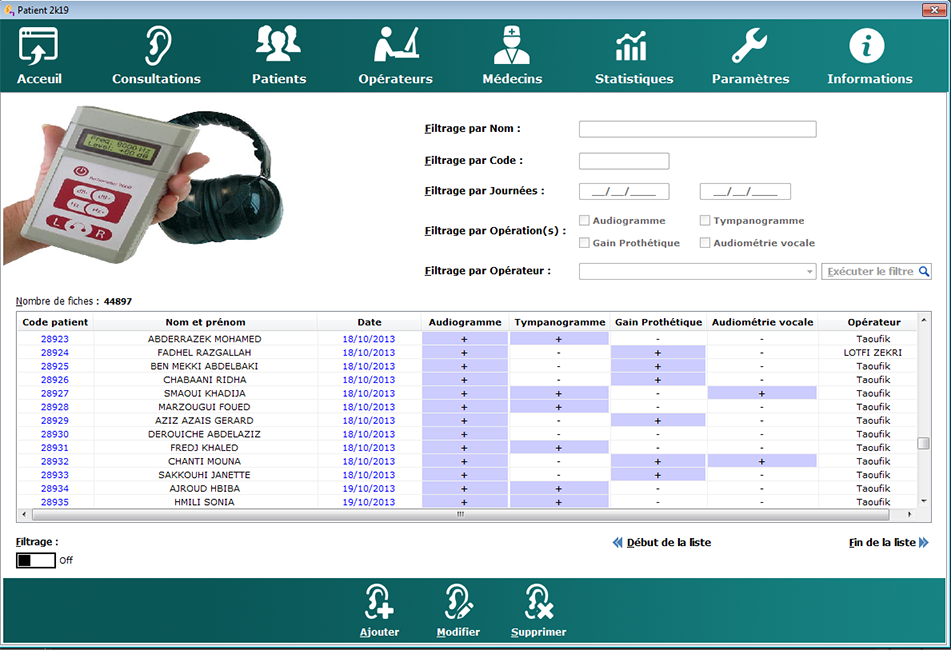 Patient 2k19
Acceuil Consultations Patients Opérateurs Médecins Statistiques Paramètres Informations
Filtrage par Nom :
Filtrage par Code :
Filtrage par Journées : __/__/____ __/__/____
Filtrage par Opération(s) : Audiogramme Tympanogramme
Gain Prothétique Audiométrie vocale
Filtrage par Opérateur : Exécuter le filtre
Freq: 8000 Hz
L R
Nombre de fiches : 44897
Code patient Nom et prénom Date Audiogramme Tympanogramme Gain Prothétique Audiométrie vocale Opérateur
28923 ABDERRAZEK MOHAMED 18/10/2013 + + - - Taoufik
28924 FADHEL RAZGALLAH 18/10/2013 + - + - LOTFI ZEKRI
28925 BEN MEKKI ABDELBAKI 18/10/2013 + - + - Taoufik
28926 CHABAANI RIDHA 18/10/2013 + - + - Taoufik
28927 SMAOUI KHADIJA 18/10/2013 + + - + Taoufik
28928 MARZOUGUI FOUED 18/10/2013 + + - - Taoufik
28929 AZIZ AZAIS GERARD 18/10/2013 + - + - Taoufik
28930 DEROUICHE ABDELAZIZ 18/10/2013 + - - - Taoufik
28931 FREDJ KHALED 18/10/2013 + + - - Taoufik
28932 CHANTI MOUNA 18/10/2013 + - + + Taoufik
28933 SAKKOUHI JANETTE 18/10/2013 + - + - Taoufik
28934 AJROUD HBIBA 19/10/2013 + + - - Taoufik
28935 HMILI SONIA 19/10/2013 + + - - Taoufik
Filtrage :
Off
Début de la liste Fin de la liste
Ajouter Modifier Supprimer